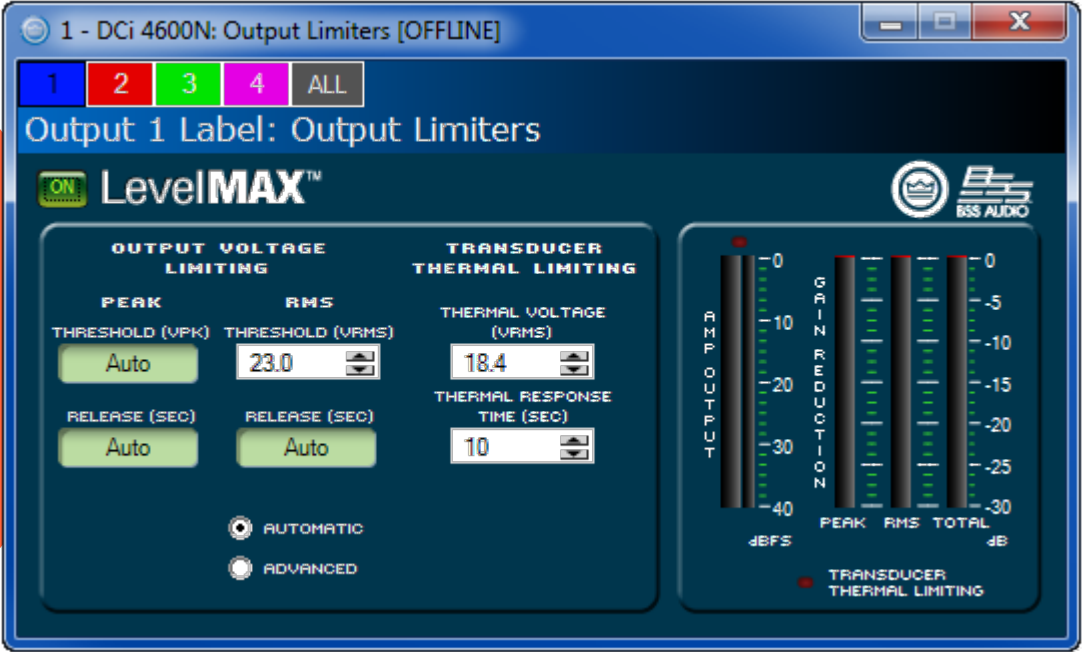 1 - DCi 4600N: Output Limiters [OFFLINE]
1 2 3 4 ALL
Output 1 Label: Output Limiters
ON LevelMAX™
BSS
BSS AUDIO
OUTPUT VOLTAGE
LIMITING
PEAK RMS
THRESHOLD (VPK) THRESHOLD (VRMS)
Auto 23.0
RELEASE (SEC) RELEASE (SEC)
Auto Auto
AUTOMATIC
ADVANCED
TRANSDUCER
THERMAL LIMITING
THERMAL VOLTAGE
(VRMS)
18.4
THERMAL RESPONSE
TIME (SEC)
10
AMP OUTPUT
0
-10
-20
-30
-40
dBFS
GAIN REDUCTION
0
-5
-10
-15
-20
-25
-30
PEAK RMS TOTAL
dB
TRANSDUCER
THERMAL LIMITING